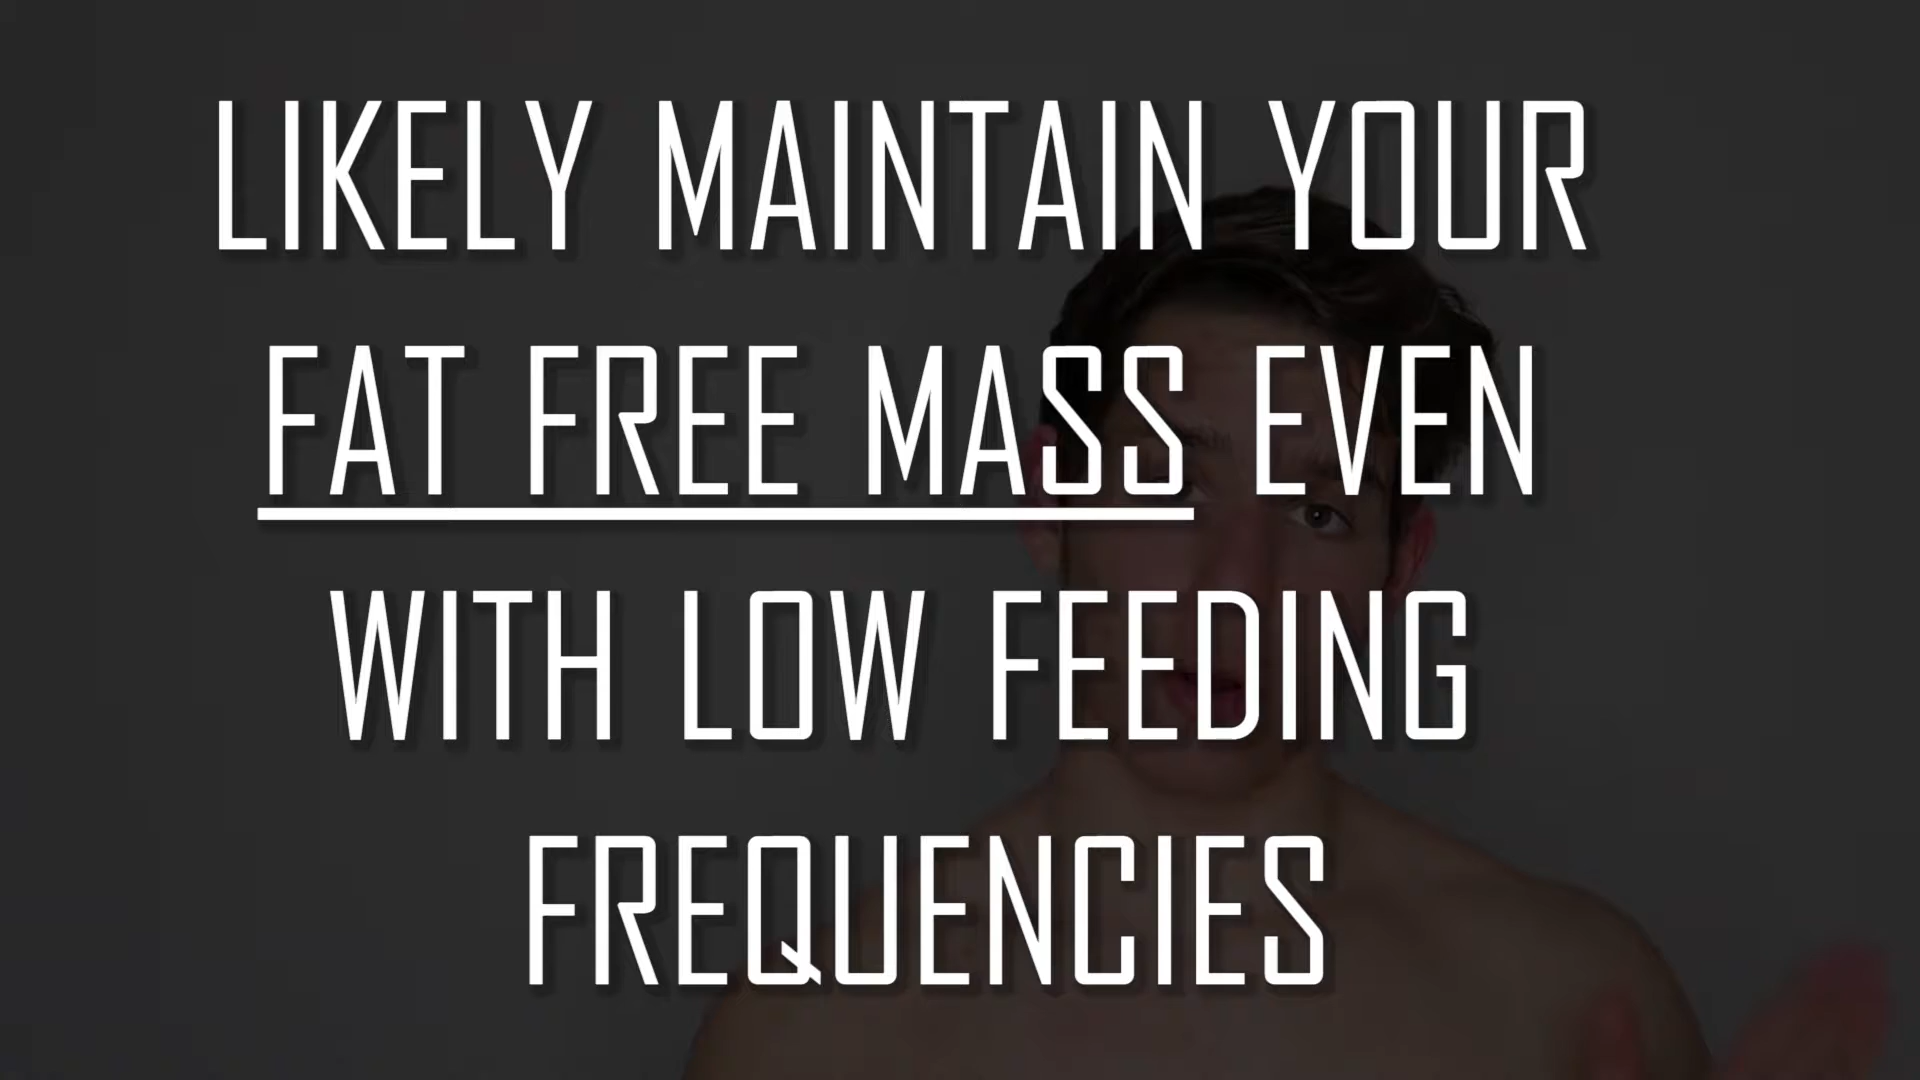 LIKELY MAINTAIN YOUR
FAT FREE MASS EVEN
WITH LOW FEEDING
FREQUENCIES